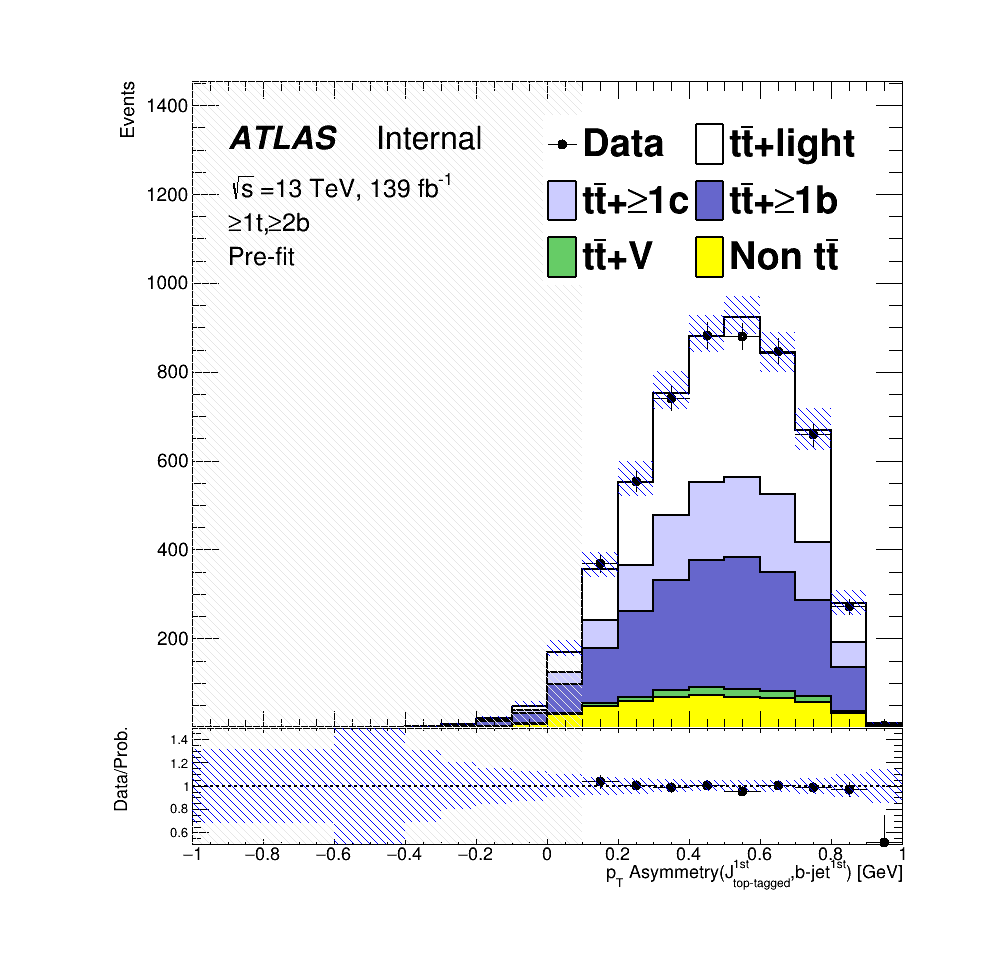 Events
1400
1200
1000
800
600
400
200
ATLAS Internal
√s =13 TeV, 139 fb⁻¹
≥1t,≥2b
Pre-fit
Data tt̄+light
tt̄+≥1c tt̄+≥1b
tt̄+V Non tt̄
Data/Prob.
1.4
1.2
1
0.8
0.6
−1 −0.8 −0.6 −0.4 −0.2 0 0.2 0.4 0.6 0.8 1
p_T Asymmetry(J^1st_top-tagged,b-jet^1st) [GeV]